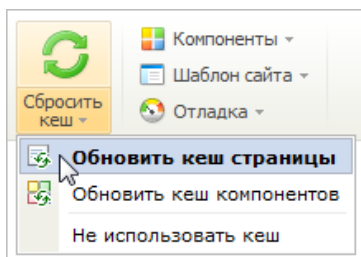 Компоненты
Шаблон сайта
Отладка
Сбросить
кеш
Обновить кеш страницы
Обновить кеш компонентов
Не использовать кеш